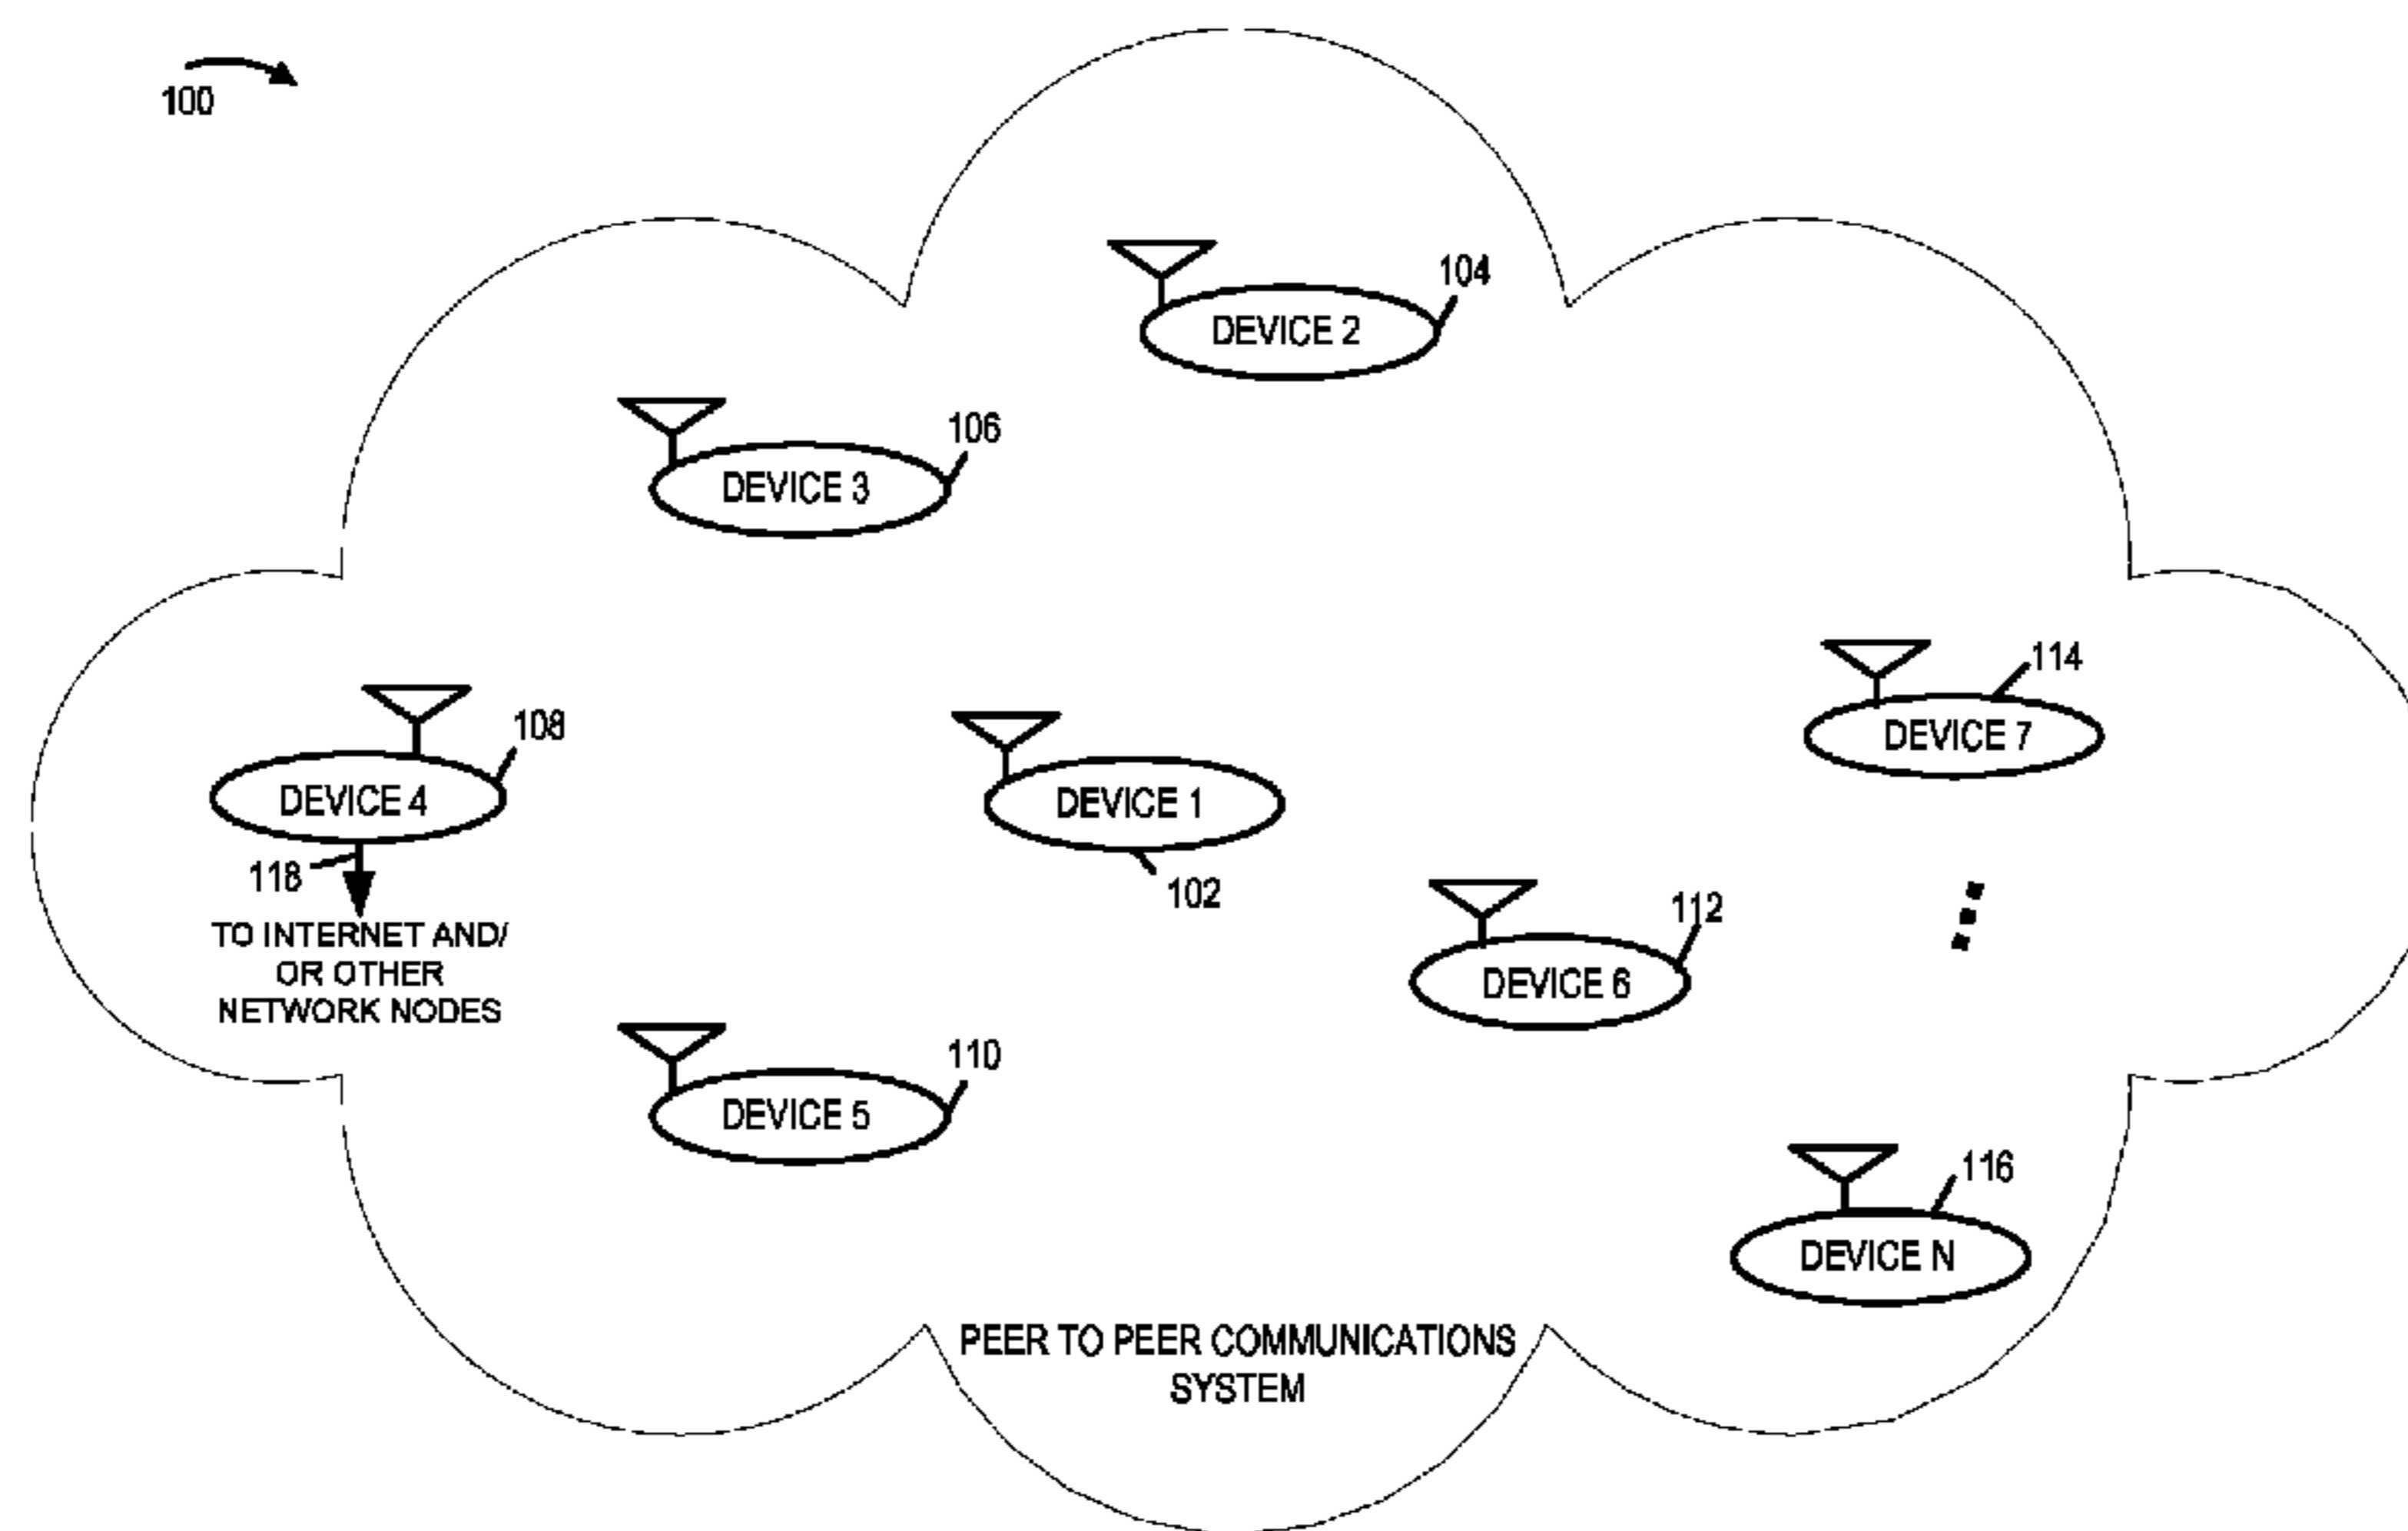 100
104
DEVICE 2
106
DEVICE 3
114
DEVICE 7
108
DEVICE 4
DEVICE 1
118
102
TO INTERNET AND/
OR OTHER
NETWORK NODES
112
DEVICE 6
110
DEVICE 5
116
DEVICE N
PEER TO PEER COMMUNICATIONS
SYSTEM